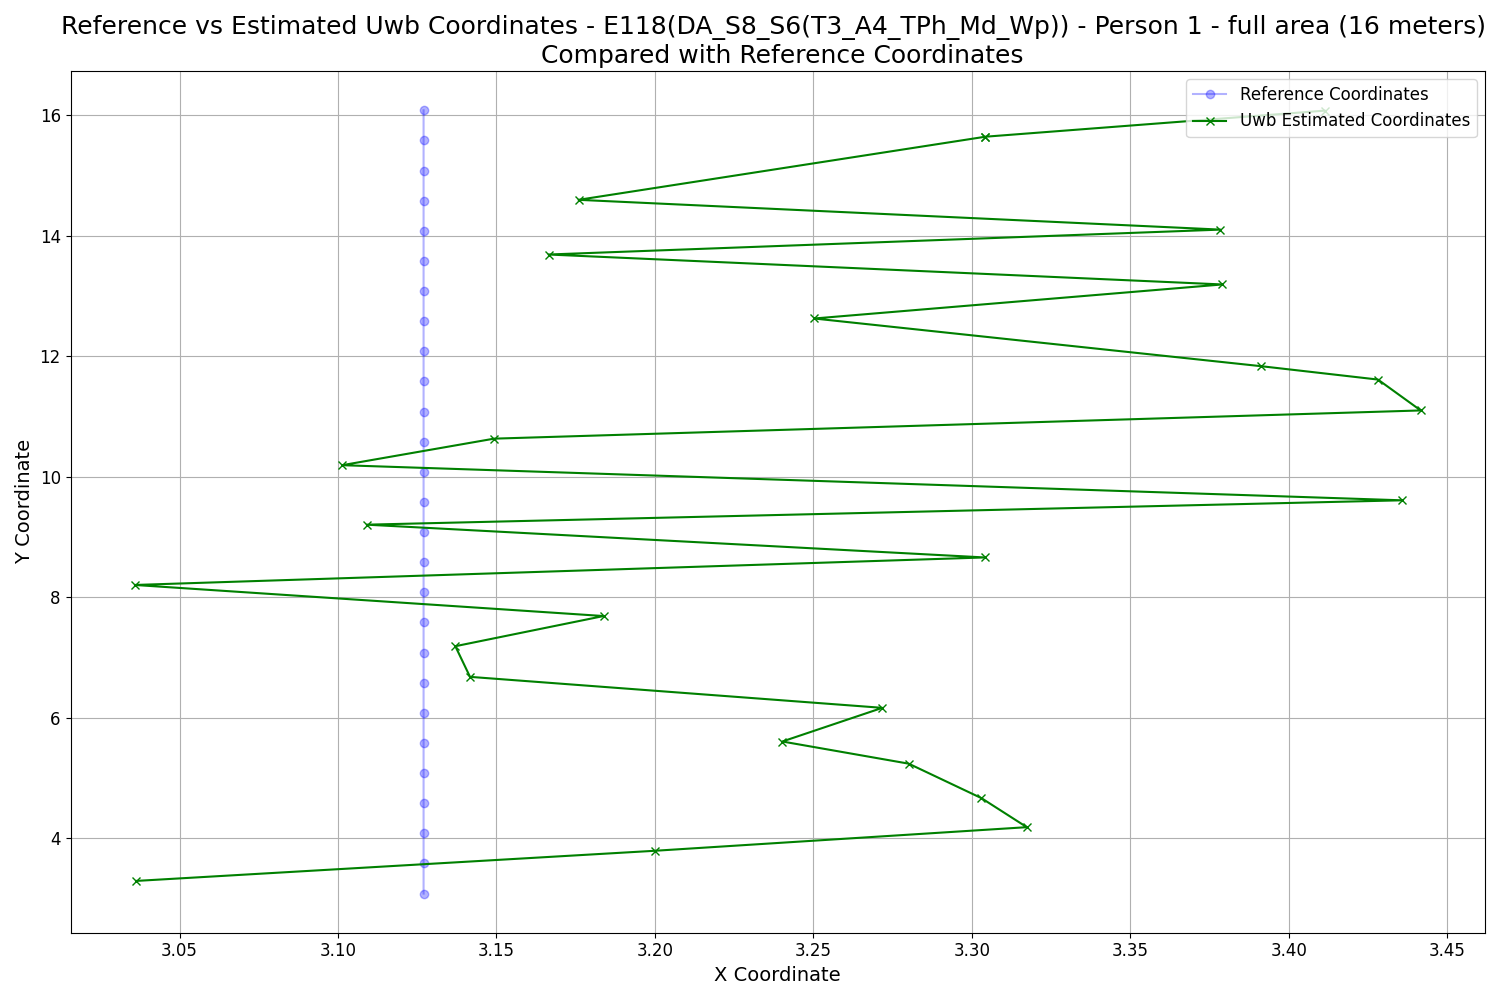 Reference vs Estimated Uwb Coordinates - E118(DA_S8_S6(T3_A4_TPh_Md_Wp)) - Person 1 - full area (16 meters)
Compared with Reference Coordinates
Reference Coordinates
Uwb Estimated Coordinates
16
14
12
10
8
6
4
Y Coordinate
3.05
3.10
3.15
3.20
3.25
3.30
3.35
3.40
3.45
X Coordinate